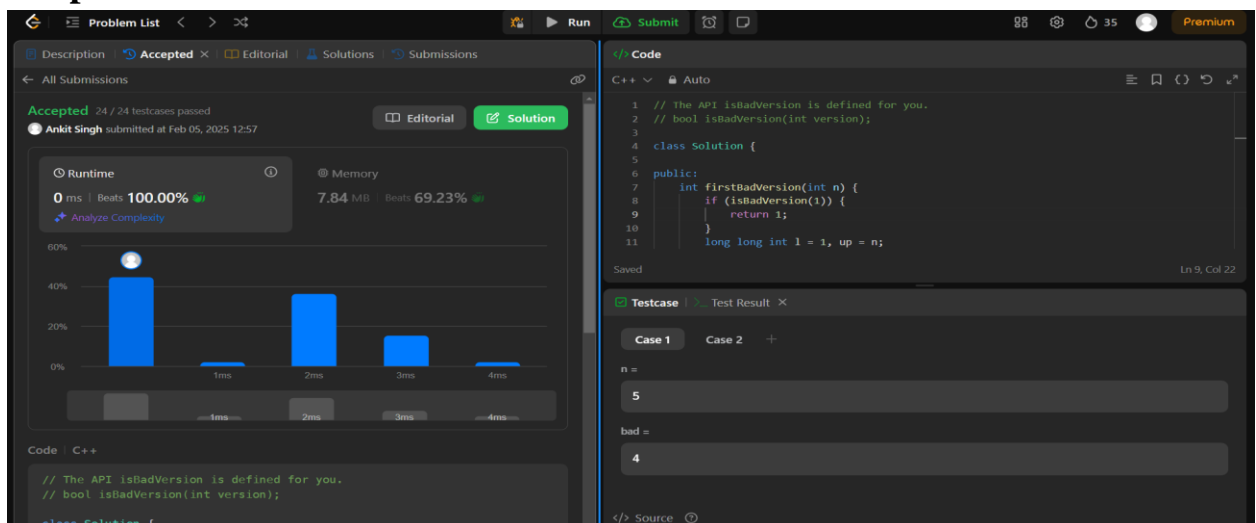 Problem List
Run
Submit
35
Premium
Description
Accepted
Editorial
Solutions
Submissions
All Submissions
Accepted 24 / 24 testcases passed
Ankit Singh submitted at Feb 05, 2025 12:57
Editorial
Solution
Runtime
0 ms | Beats 100.00%
Analyze Complexity
Memory
7.84 MB | Beats 69.23%
60%
40%
20%
0%
1ms 2ms 3ms 4ms
1ms 2ms 3ms 4ms
Code | C++
// The API isBadVersion is defined for you.
// bool isBadVersion(int version);
class Solution {
</> Code
C++ Auto
1 // The API isBadVersion is defined for you.
2 // bool isBadVersion(int version);
3
4 class Solution {
5
6 public:
7 int firstBadVersion(int n) {
8 if (isBadVersion(1)) {
9 return 1;
10 }
11 long long int l = 1, up = n;
Saved
Ln 9, Col 22
Testcase | >_ Test Result
Case 1 Case 2 +
n =
5
bad =
4
</> Source